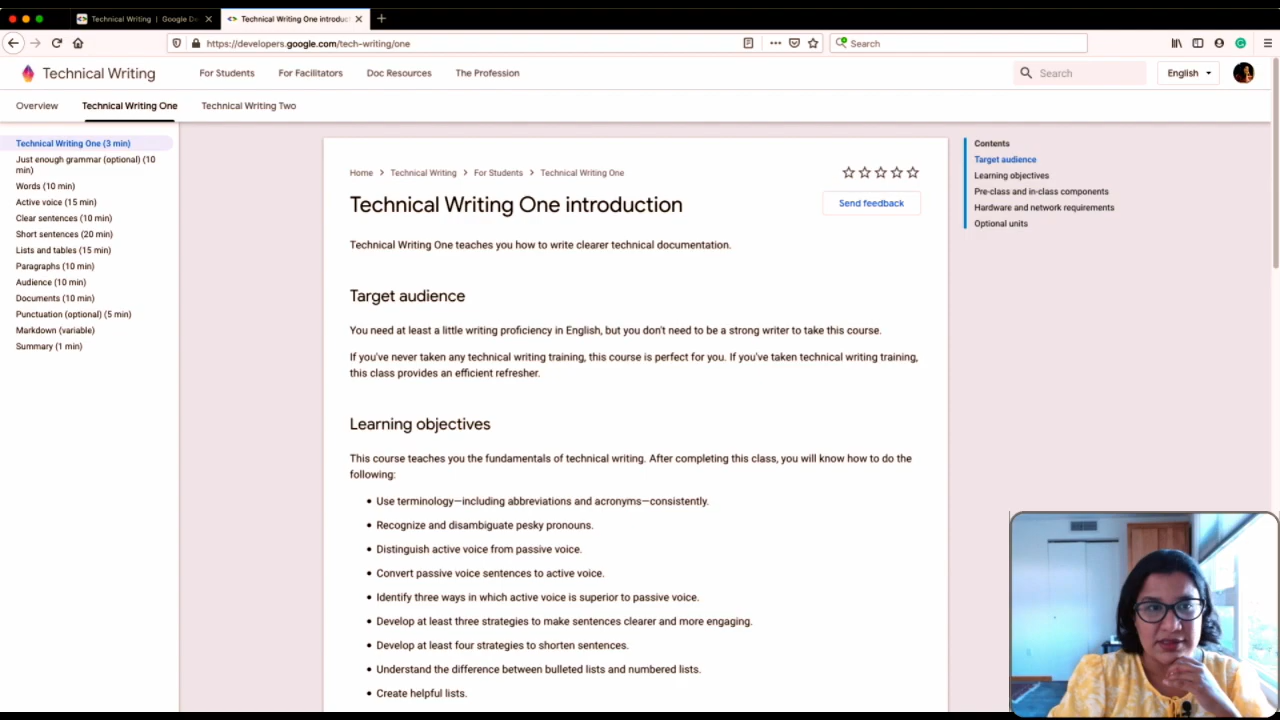 Technical Writing | Google De
Technical Writing One introduc
https://developers.google.com/tech-writing/one
Search
Technical Writing
For Students
For Facilitators
Doc Resources
The Profession
Search
English
Overview
Technical Writing One
Technical Writing Two
Technical Writing One (3 min)
Just enough grammar (optional) (10
min)
Words (10 min)
Active voice (15 min)
Clear sentences (10 min)
Short sentences (20 min)
Lists and tables (15 min)
Paragraphs (10 min)
Audience (10 min)
Documents (10 min)
Punctuation (optional) (5 min)
Markdown (variable)
Summary (1 min)
Home > Technical Writing > For Students > Technical Writing One
Technical Writing One introduction
Send feedback
Technical Writing One teaches you how to write clearer technical documentation.
Target audience
You need at least a little writing proficiency in English, but you don't need to be a strong writer to take this course.
If you've never taken any technical writing training, this course is perfect for you. If you've taken technical writing training,
this class provides an efficient refresher.
Learning objectives
This course teaches you the fundamentals of technical writing. After completing this class, you will know how to do the
following:
• Use terminology—including abbreviations and acronyms—consistently.
• Recognize and disambiguate pesky pronouns.
• Distinguish active voice from passive voice.
• Convert passive voice sentences to active voice.
• Identify three ways in which active voice is superior to passive voice.
• Develop at least three strategies to make sentences clearer and more engaging.
• Develop at least four strategies to shorten sentences.
• Understand the difference between bulleted lists and numbered lists.
• Create helpful lists.
Contents
Target audience
Learning objectives
Pre-class and in-class components
Hardware and network requirements
Optional units